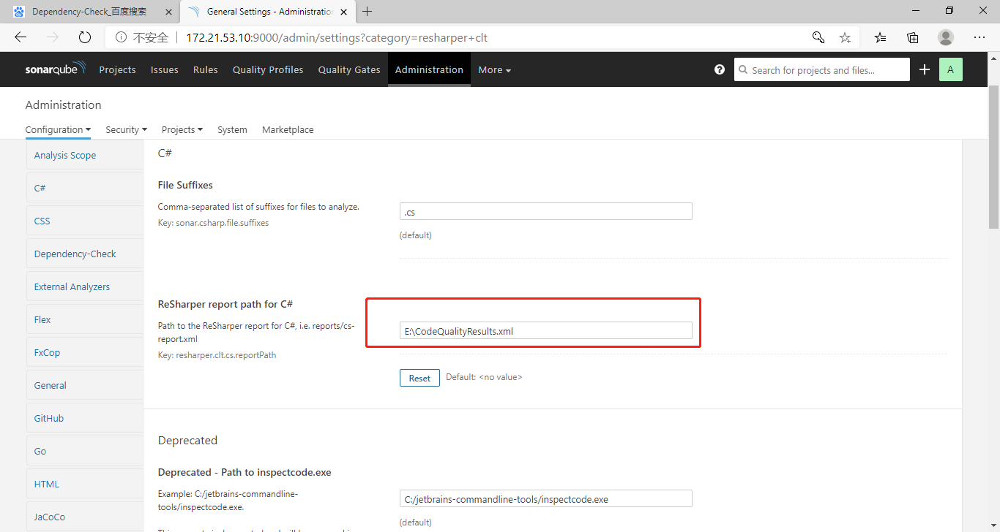 Dependency-Check_百度搜索
General Settings - Administration
不安全
172.21.53.10:9000/admin/settings?category=resharper+clt
sonarqube
Projects
Issues
Rules
Quality Profiles
Quality Gates
Administration
More
Search for projects and files...
A
Administration
Configuration
Security
Projects
System
Marketplace
Analysis Scope
C#
CSS
Dependency-Check
External Analyzers
Flex
FxCop
General
GitHub
Go
HTML
JaCoCo
C#
File Suffixes
Comma-separated list of suffixes for files to analyze.
Key: sonar.csharp.file.suffixes
.cs
(default)
ReSharper report path for C#
Path to the ReSharper report for C#, i.e. reports/cs-
report.xml
Key: resharper.clt.cs.reportPath
E:\CodeQualityResults.xml
Reset
Default: <no value>
Deprecated
Deprecated - Path to inspectcode.exe
Example: C:/jetbrains-commandline-
tools/inspectcode.exe.
C:/jetbrains-commandline-tools/inspectcode.exe
(default)